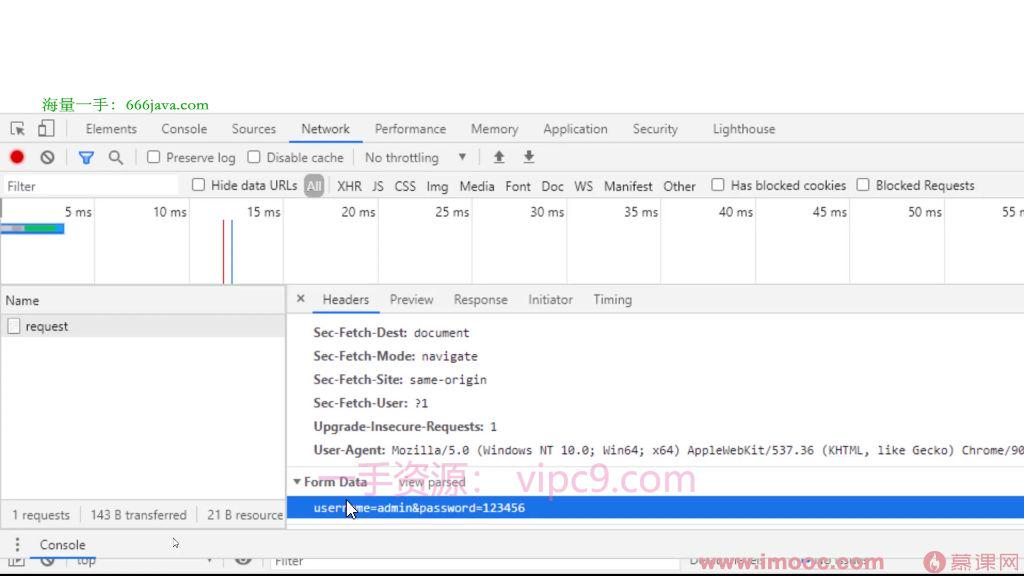 海量一手：666java.com
Elements Console Sources Network Performance Memory Application Security Lighthouse
Preserve log Disable cache No throttling
Filter Hide data URLs All XHR JS CSS Img Media Font Doc WS Manifest Other Has blocked cookies Blocked Requests
5 ms 10 ms 15 ms 20 ms 25 ms 30 ms 35 ms 40 ms 45 ms 50 ms 55 m
Name
× Headers Preview Response Initiator Timing
request
Sec-Fetch-Dest: document
Sec-Fetch-Mode: navigate
Sec-Fetch-Site: same-origin
Sec-Fetch-User: ?1
Upgrade-Insecure-Requests: 1
User-Agent: Mozilla/5.0 (Windows NT 10.0; Win64; x64) AppleWebKit/537.36 (KHTML, like Gecko) Chrome/90
一手资源： vipc9.com
Form Data view parsed
username=admin&password=123456
1 requests 143 B transferred 21 B resource
Console
top Filter
www.imooc.com 慕课网